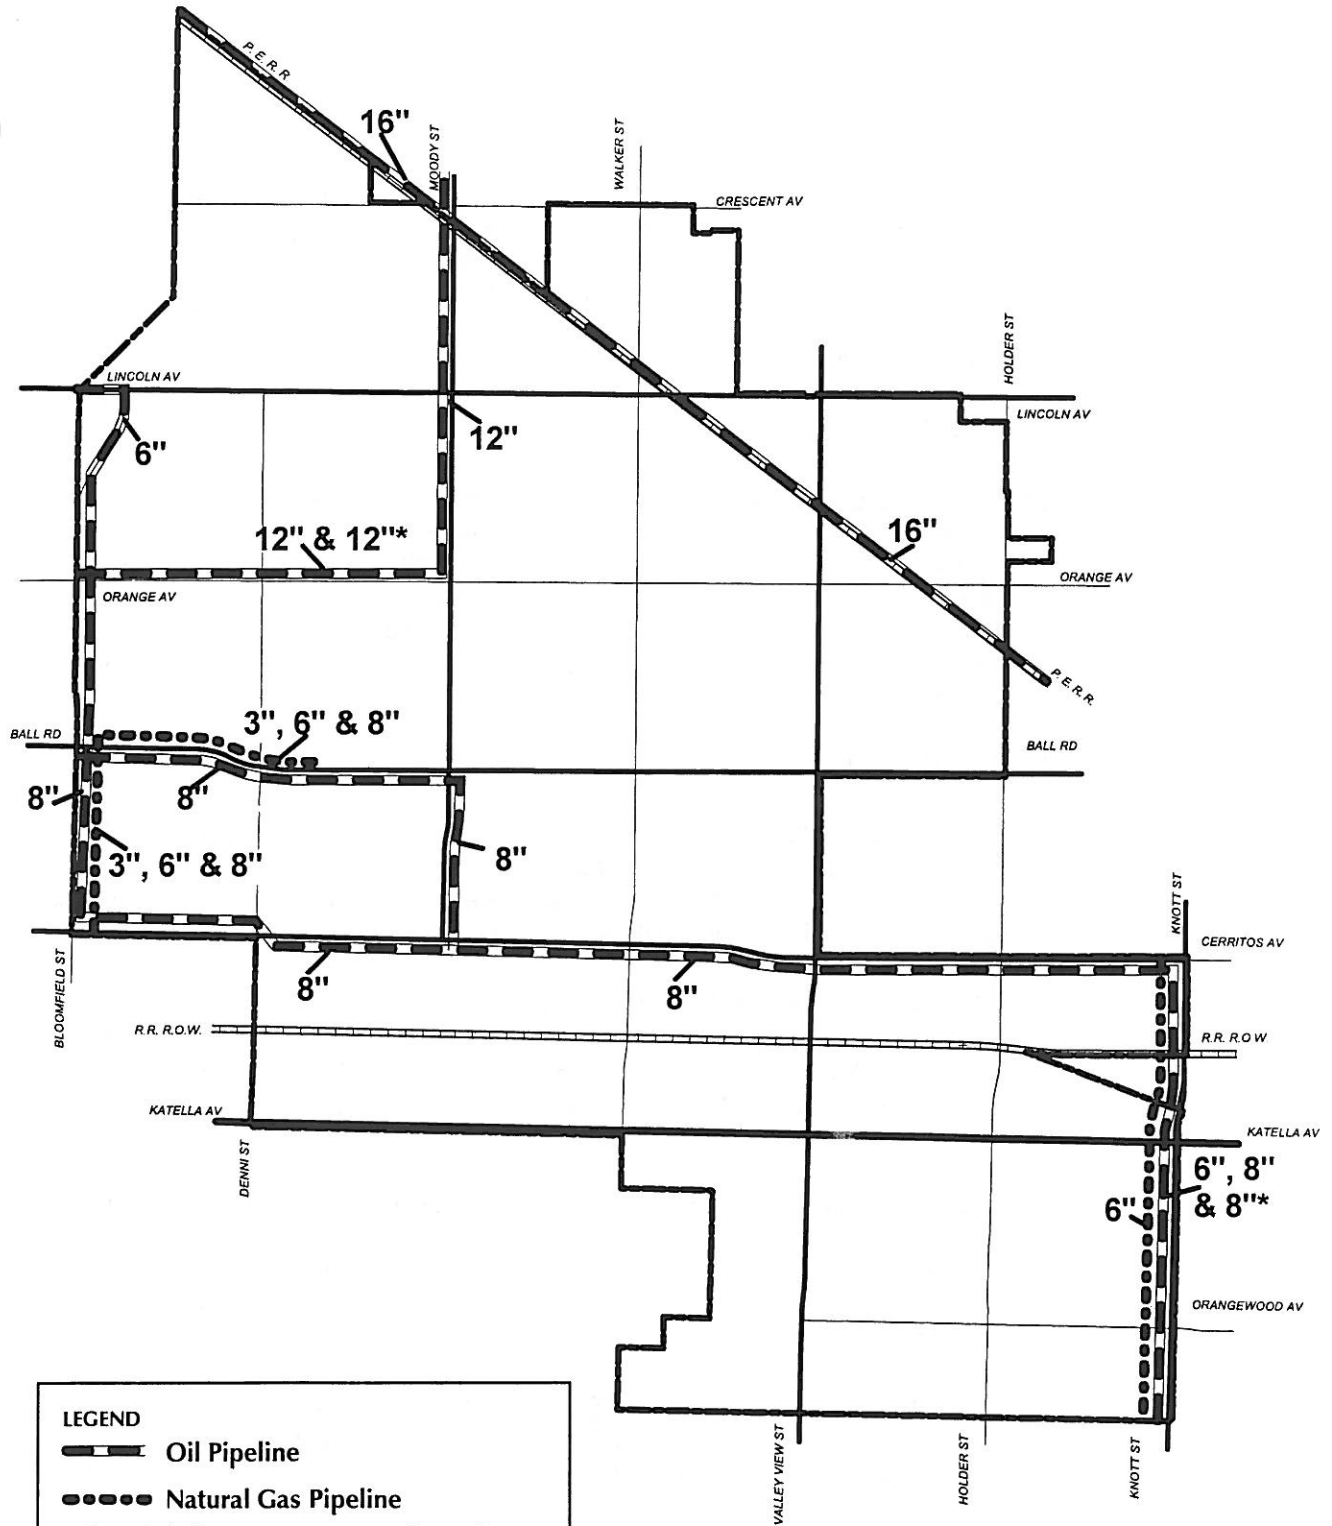 P. E. R. R
16"
MOODY ST
WALKER ST
CRESCENT AV
HOLDER ST
LINCOLN AV
LINCOLN AV
6"
12"
12" & 12"*
16"
ORANGE AV
ORANGE AV
P. E. R. R.
3", 6" & 8"
BALL RD
BALL RD
8"
8"
3", 6" & 8"
8"
KNOTT ST
CERRITOS AV
BLOOMFIELD ST
8"
8"
R.R. R.O.W.
R.R. R.O.W
KATELLA AV
KATELLA AV
DENNI ST
6", 8"
& 8"*
6"
ORANGEWOOD AV
VALLEY VIEW ST
HOLDER ST
KNOTT ST
LEGEND
Oil Pipeline
Natural Gas Pipeline